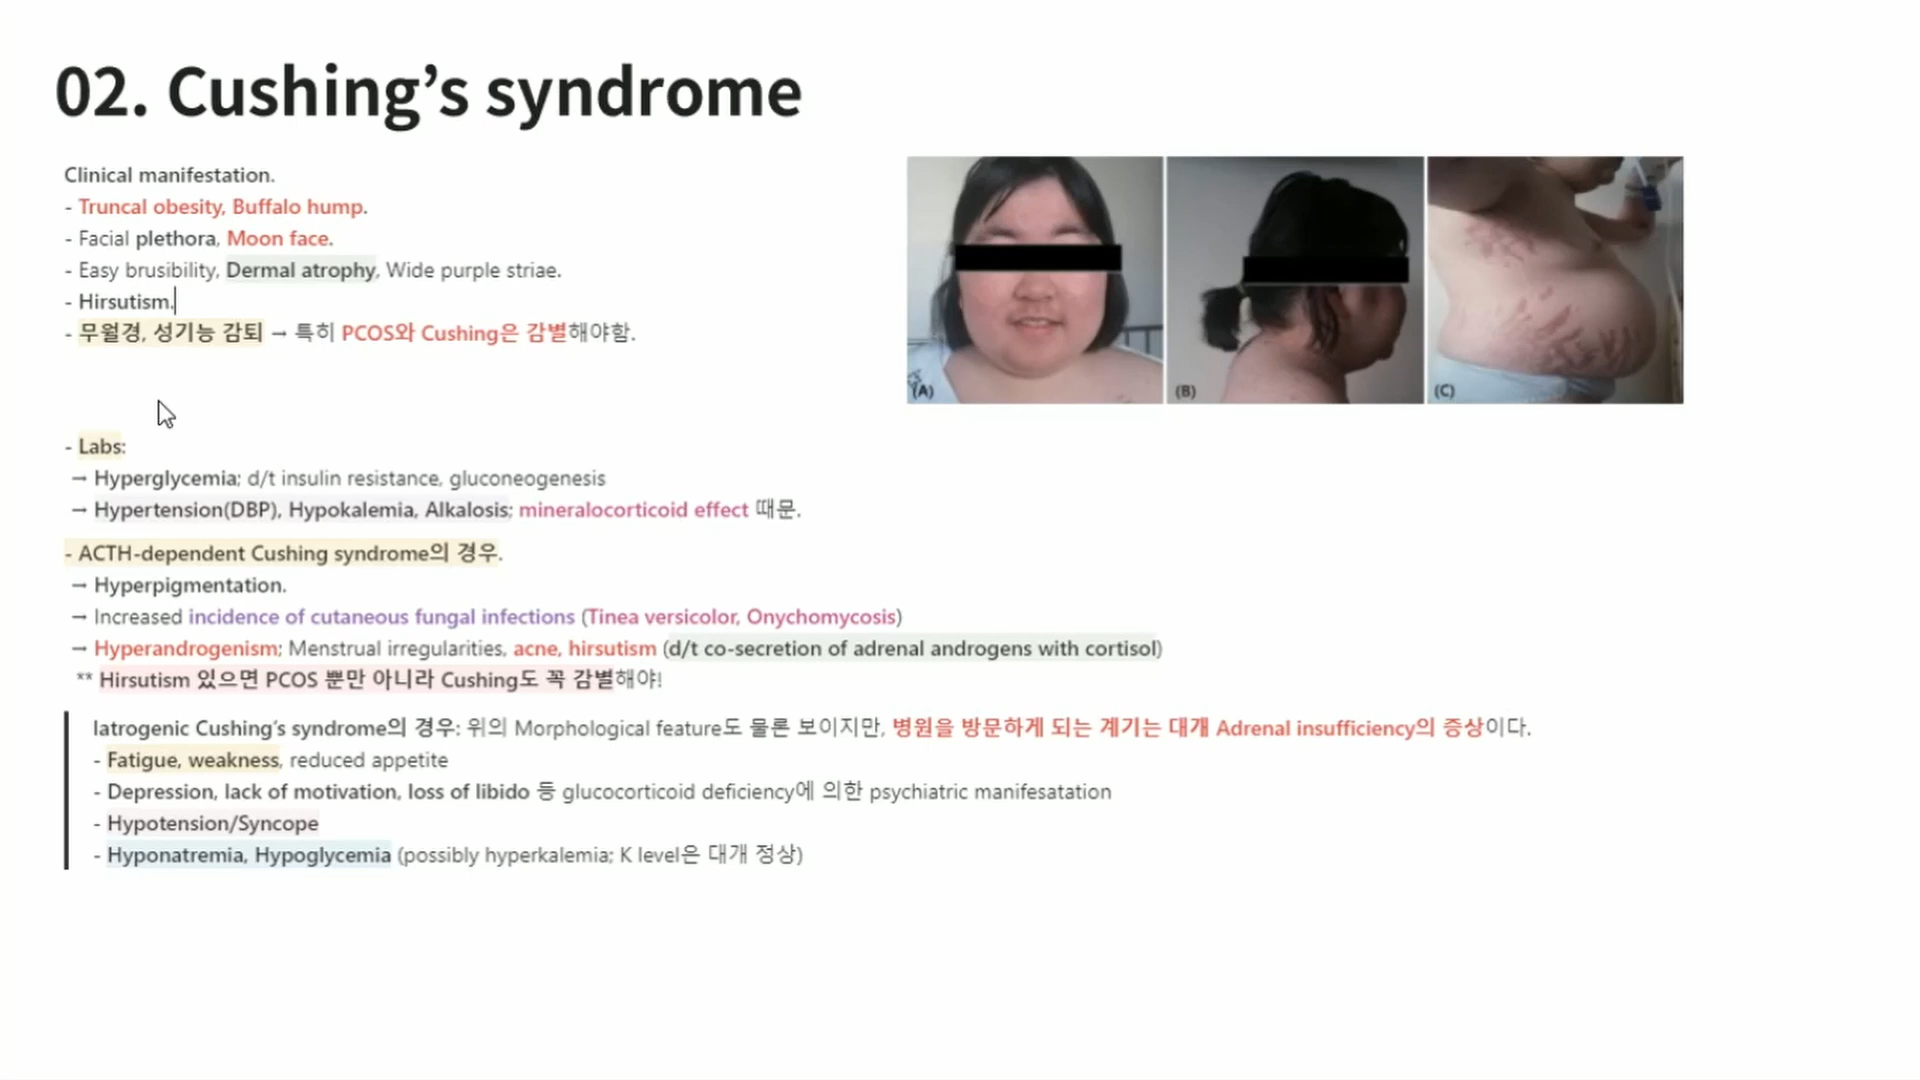 02. Cushing’s syndrome
Clinical manifestation.
- Truncal obesity, Buffalo hump.
- Facial plethora, Moon face.
- Easy brusibility, Dermal atrophy, Wide purple striae.
- Hirsutism.
- 무월경, 성기능 감퇴 → 특히 PCOS와 Cushing은 감별해야함.
(A)
(B)
(C)
- Labs:
→ Hyperglycemia; d/t insulin resistance, gluconeogenesis
→ Hypertension(DBP), Hypokalemia, Alkalosis; mineralocorticoid effect 때문.
- ACTH-dependent Cushing syndrome의 경우.
→ Hyperpigmentation.
→ Increased incidence of cutaneous fungal infections (Tinea versicolor, Onychomycosis)
→ Hyperandrogenism; Menstrual irregularities, acne, hirsutism (d/t co-secretion of adrenal androgens with cortisol)
** Hirsutism 있으면 PCOS 뿐만 아니라 Cushing도 꼭 감별해야!
Iatrogenic Cushing’s syndrome의 경우: 위의 Morphological feature도 물론 보이지만, 병원을 방문하게 되는 계기는 대개 Adrenal insufficiency의 증상이다.
- Fatigue, weakness, reduced appetite
- Depression, lack of motivation, loss of libido 등 glucocorticoid deficiency에 의한 psychiatric manifesatation
- Hypotension/Syncope
- Hyponatremia, Hypoglycemia (possibly hyperkalemia; K level은 대개 정상)